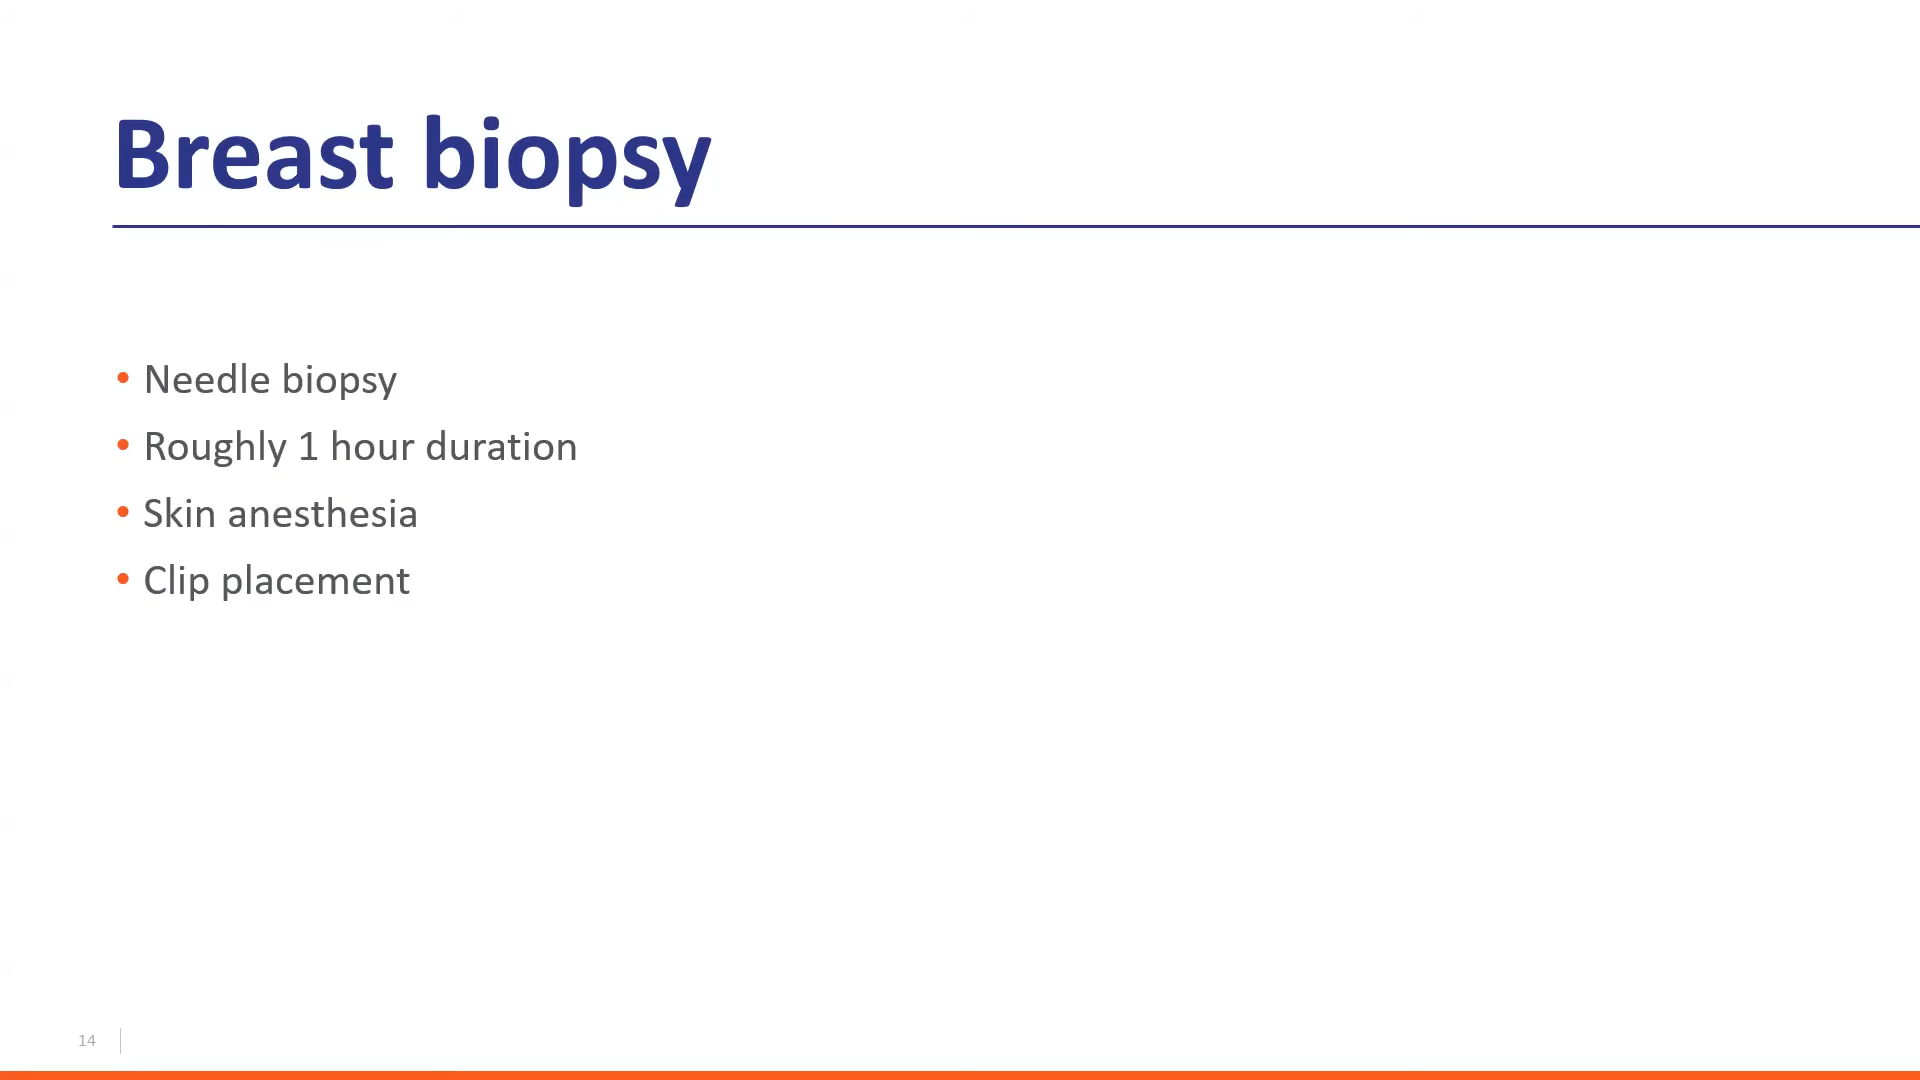 Breast biopsy
• Needle biopsy
• Roughly 1 hour duration
• Skin anesthesia
• Clip placement
14